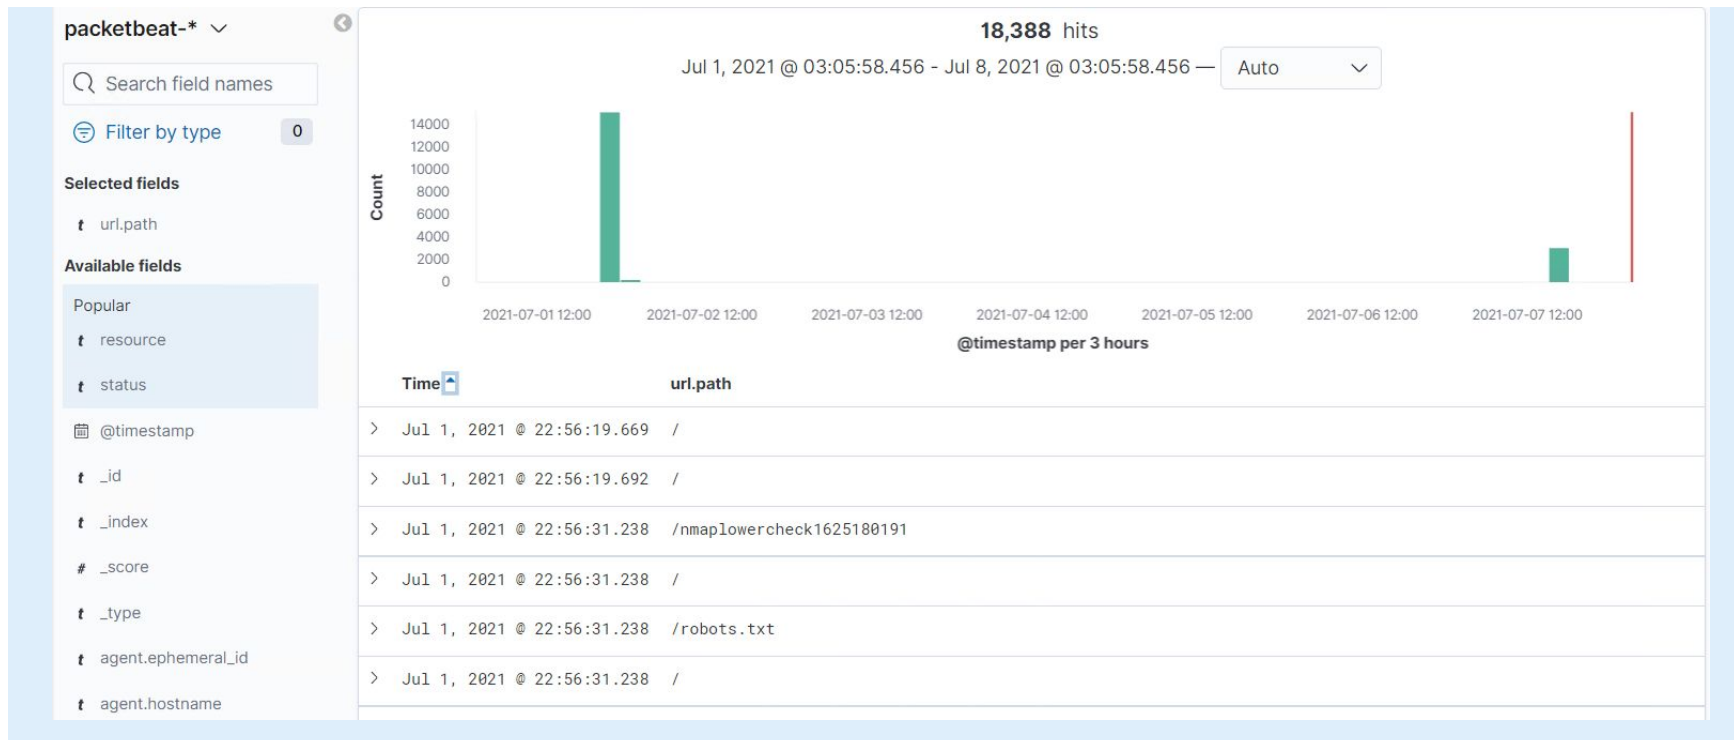 packetbeat-*
Search field names
Filter by type 0
Selected fields
t url.path
Available fields
Popular
t resource
t status
@timestamp
t _id
t _index
# _score
t _type
t agent.ephemeral_id
t agent.hostname
18,388 hits
Jul 1, 2021 @ 03:05:58.456 - Jul 8, 2021 @ 03:05:58.456 — Auto
Count
14000
12000
10000
8000
6000
4000
2000
0
2021-07-01 12:00 2021-07-02 12:00 2021-07-03 12:00 2021-07-04 12:00 2021-07-05 12:00 2021-07-06 12:00 2021-07-07 12:00
@timestamp per 3 hours
Time url.path
Jul 1, 2021 @ 22:56:19.669 /
Jul 1, 2021 @ 22:56:19.692 /
Jul 1, 2021 @ 22:56:31.238 /nmaplowercheck1625180191
Jul 1, 2021 @ 22:56:31.238 /
Jul 1, 2021 @ 22:56:31.238 /robots.txt
Jul 1, 2021 @ 22:56:31.238 /